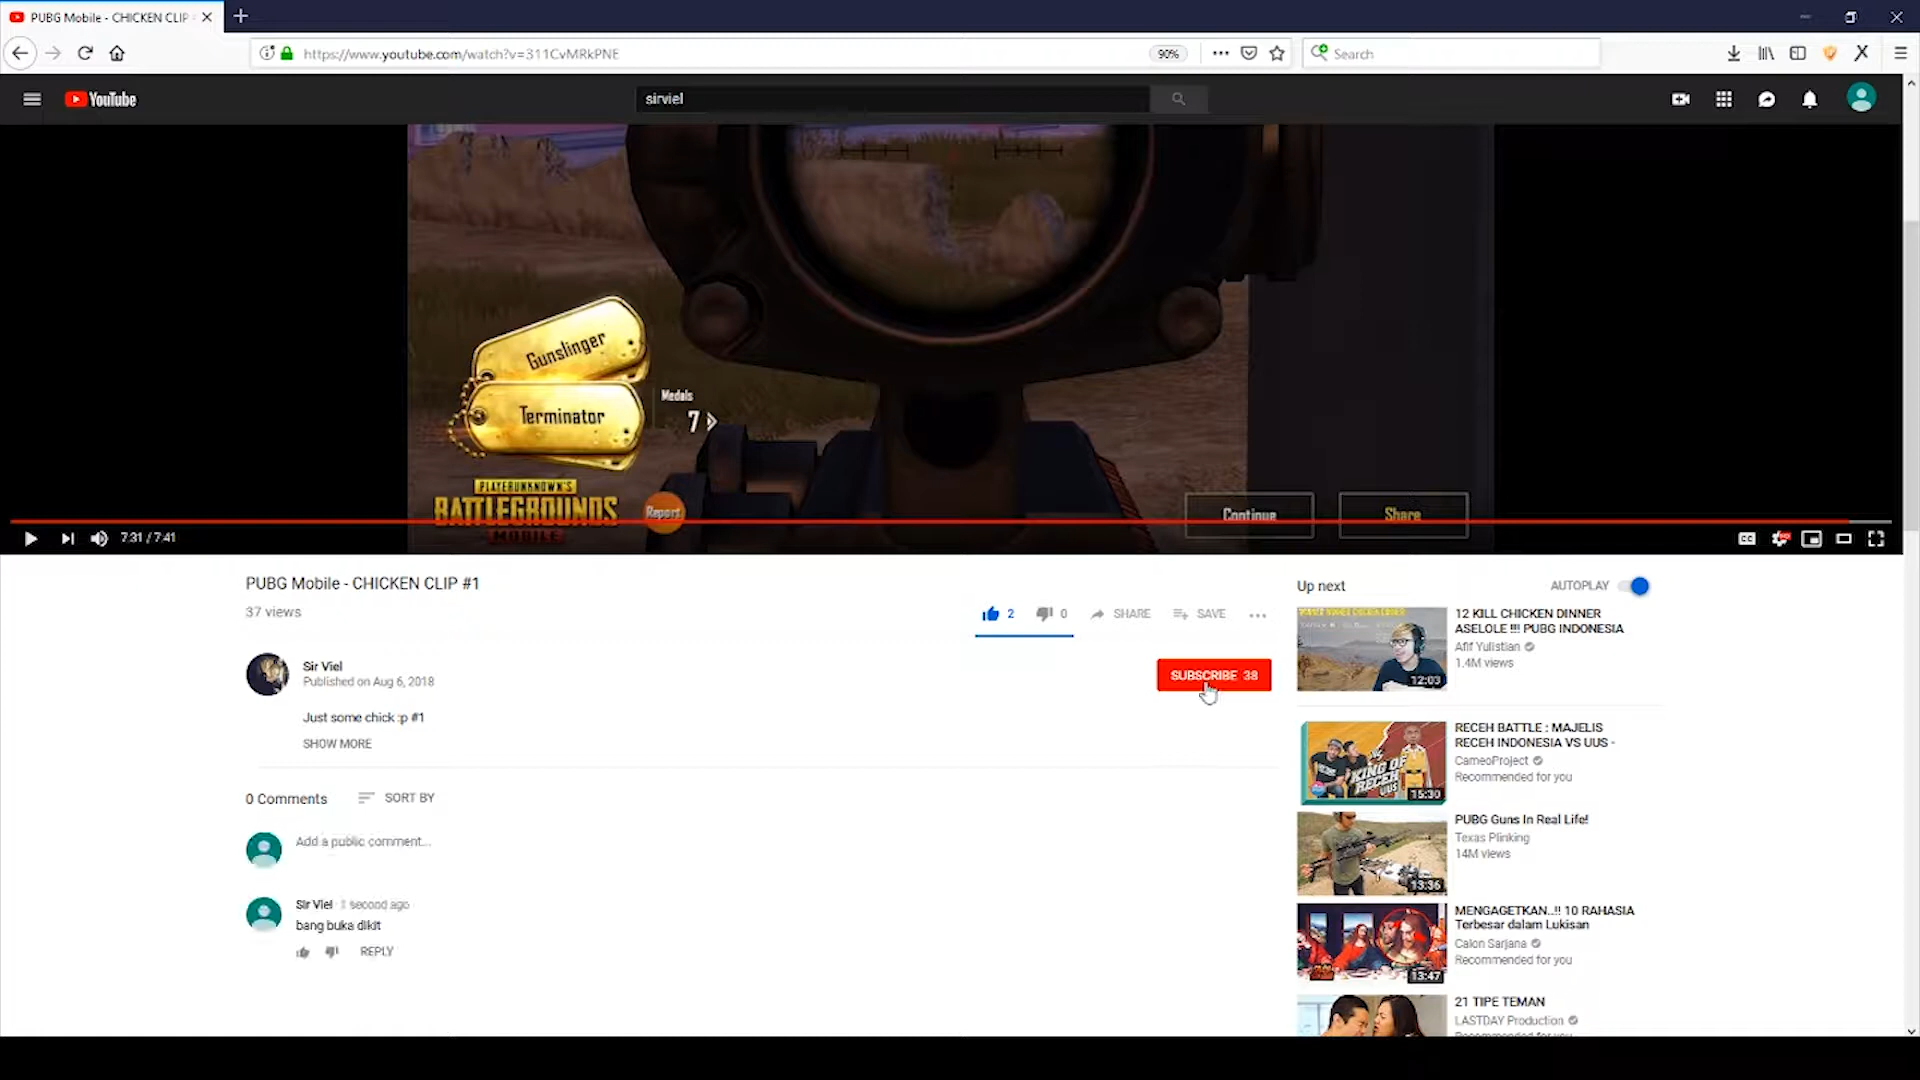 PUBG Mobile - CHICKEN CLIP
https://www.youtube.com/watch?v=311CvMRkPNE
90%
Search
YouTube
sirviel
Gunslinger
Terminator
Medals
7
PLAYERUNKNOWN'S
BATTLEGROUNDS
MOBILE
Report
Continue
Share
7:31 / 7:41
CC
PUBG Mobile - CHICKEN CLIP #1
37 views
2
0
SHARE
SAVE
Sir Viel
Published on Aug 6, 2018
SUBSCRIBE 38
Just some chick :p #1
SHOW MORE
0 Comments
SORT BY
Add a public comment...
Sir Viel
second ago
bang buka dikit
REPLY
Up next
AUTOPLAY
12:03
12 KILL CHICKEN DINNER
ASELOLE !!! PUBG INDONESIA
Afif Yulistian
1.4M views
KING OF
RECEH
UUS
15:30
RECEH BATTLE : MAJELIS
RECEH INDONESIA VS UUS -
CameoProject
Recommended for you
13:36
PUBG Guns In Real Life!
Texas Plinking
14M views
13:47
MENGAGETKAN..!! 10 RAHASIA
Terbesar dalam Lukisan
Calon Sarjana
Recommended for you
21 TIPE TEMAN
LASTDAY Production